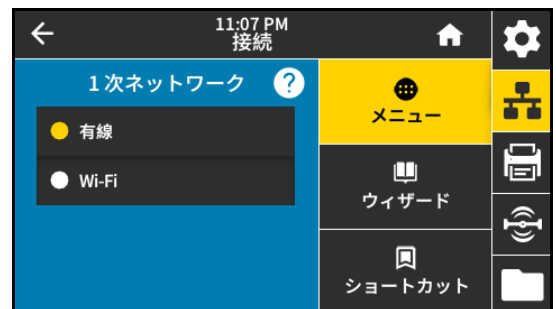 11:07 PM
接続
1次ネットワーク ?
有線
Wi-Fi
メニュー
ウィザード
ショートカット